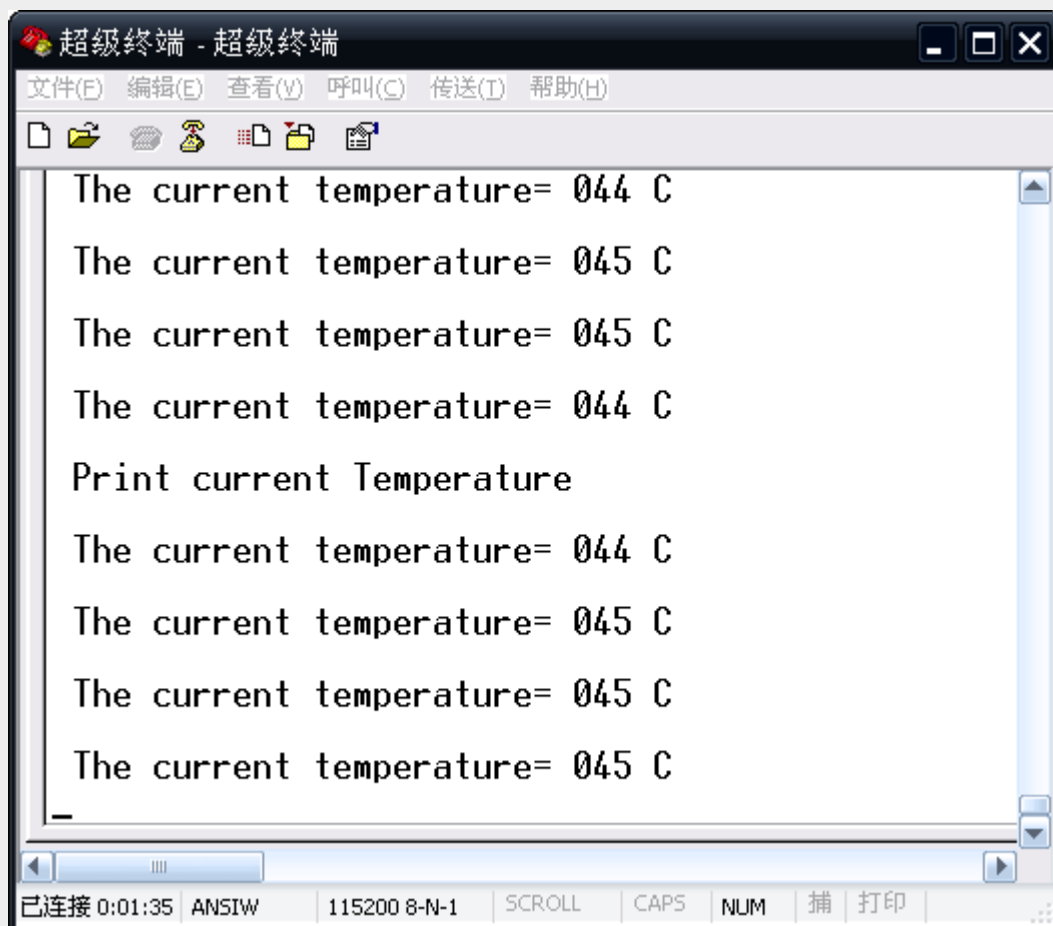 超级终端 - 超级终端
文件(F) 编辑(E) 查看(V) 呼叫(C) 传送(T) 帮助(H)
The current temperature= 044 C
The current temperature= 045 C
The current temperature= 045 C
The current temperature= 044 C
Print current Temperature
The current temperature= 044 C
The current temperature= 045 C
The current temperature= 045 C
The current temperature= 045 C
已连接 0:01:35 ANSIW 115200 8-N-1 SCROLL CAPS NUM 捕 打印